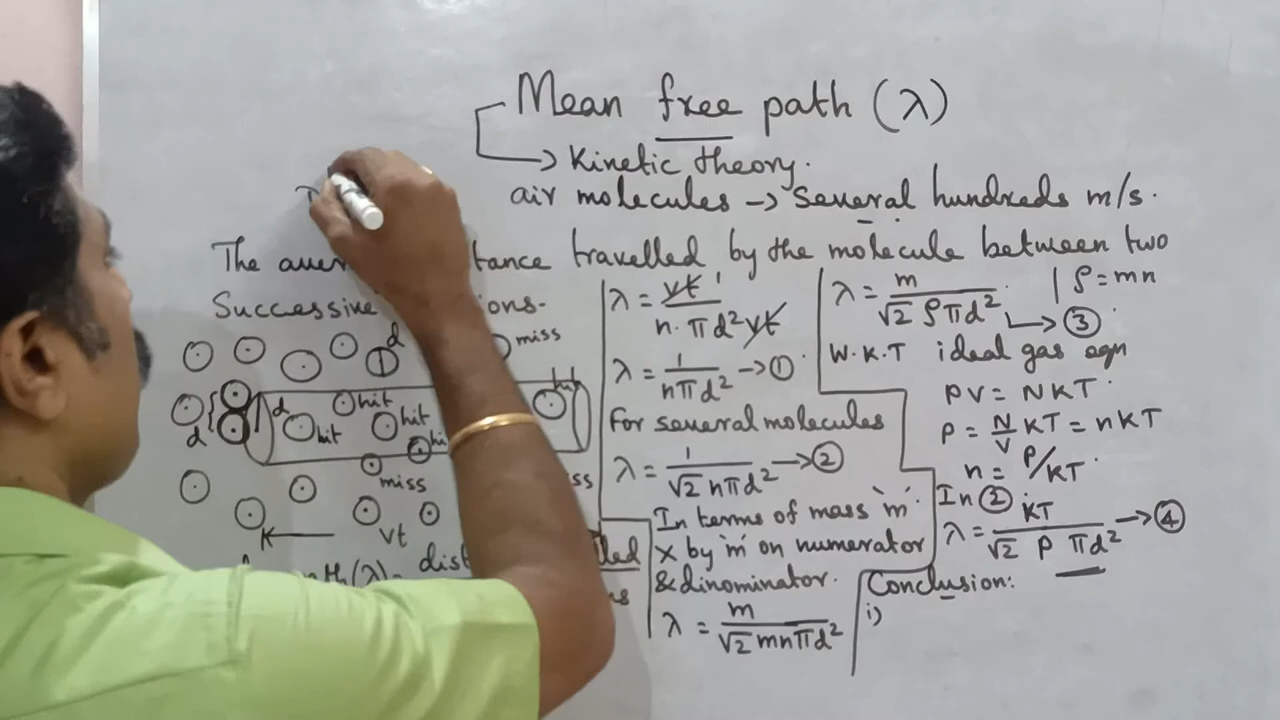 Mean free path (λ)
→ Kinetic theory.
air molecules → Several hundreds m/s.
The tance travelled by the molecule between two
Successive ons-
d
miss
d
d
hit
hit
hit
hit
miss
vt
(λ)
λ = vt / n.πd²vt
1
λ = 1 / nπd² → ①
For several molecules
λ = 1 / √2 nπd² → ②
In terms of mass 'm'
x by 'm' on numerator
& dinominator.
λ = m / √2 mnπd²
λ = m / √2 ρπd² | ρ = mn
→ ③
W.K.T ideal gas eqn
PV = NKT
P = N/V KT = nKT
n = P/KT
In ②
λ = KT / √2 P πd² → ④
Conclusion:
i)